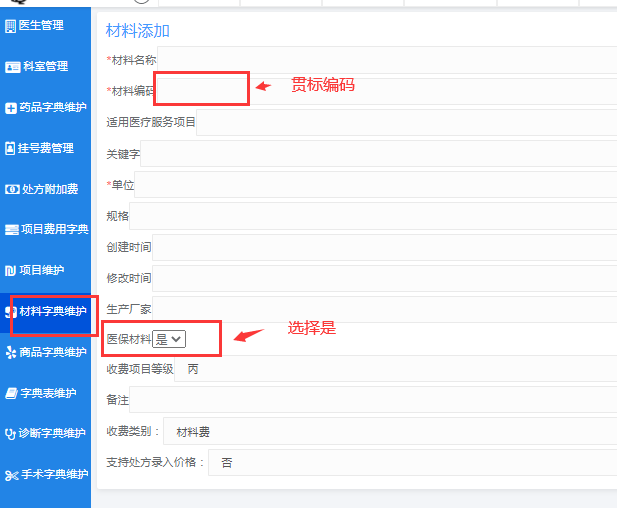 医生管理
科室管理
药品字典维护
挂号费管理
处方附加费
项目费用字典
项目维护
材料字典维护
商品字典维护
字典表维护
诊断字典维护
手术字典维护
材料添加
*材料名称
*材料编码
贯标编码
适用医疗服务项目
关键字
*单位
规格
创建时间
修改时间
生产厂家
医保材料 是
选择是
收费项目等级 丙
备注
收费类别： 材料费
支持处方录入价格： 否